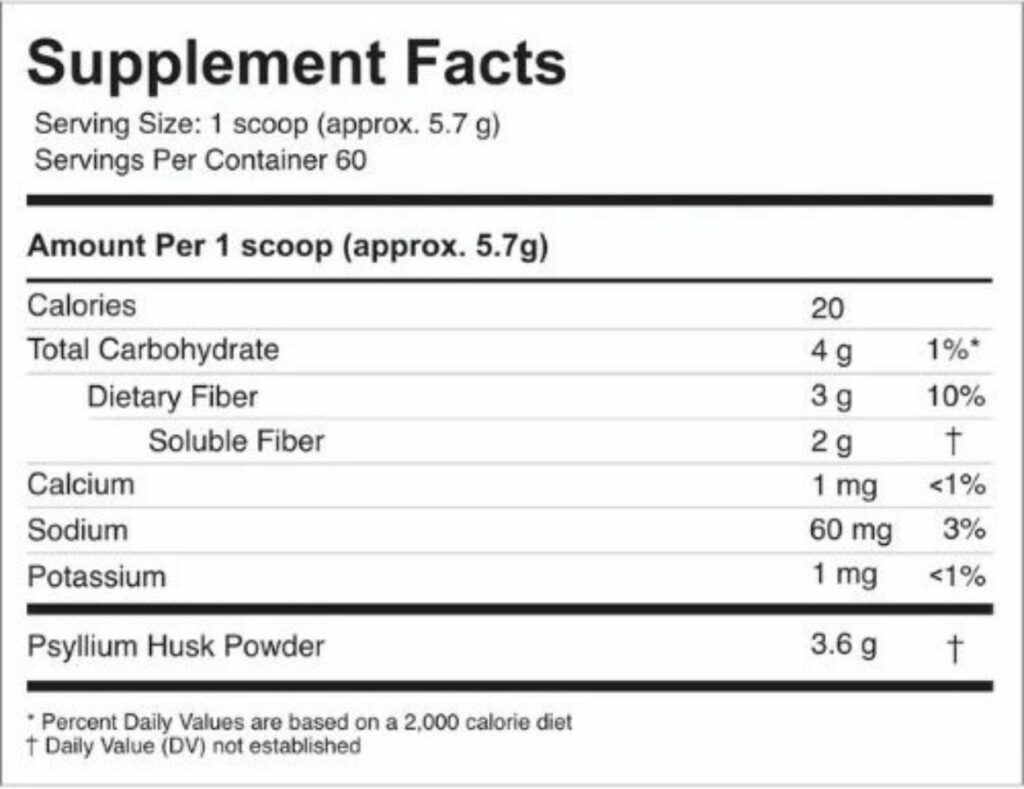 Supplement Facts
Serving Size: 1 scoop (approx. 5.7 g)
Servings Per Container 60
Amount Per 1 scoop (approx. 5.7g)
Calories 20
Total Carbohydrate 4 g 1%*
Dietary Fiber 3 g 10%
Soluble Fiber 2 g †
Calcium 1 mg <1%
Sodium 60 mg 3%
Potassium 1 mg <1%
Psyllium Husk Powder 3.6 g †
* Percent Daily Values are based on a 2,000 calorie diet
† Daily Value (DV) not established